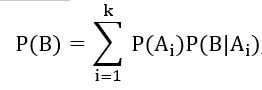 P(B) = ∑_{i=1}^{k} P(A_i)P(B|A_i)